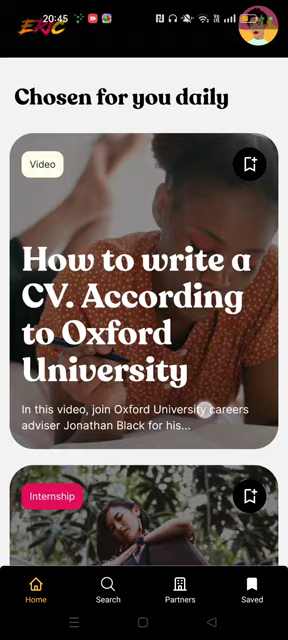 20:45
ERIC
Chosen for you daily
Video
How to write a
CV. According
to Oxford
University
In this video, join Oxford University careers
adviser Jonathan Black for his...
Internship
Home
Search
Partners
Saved